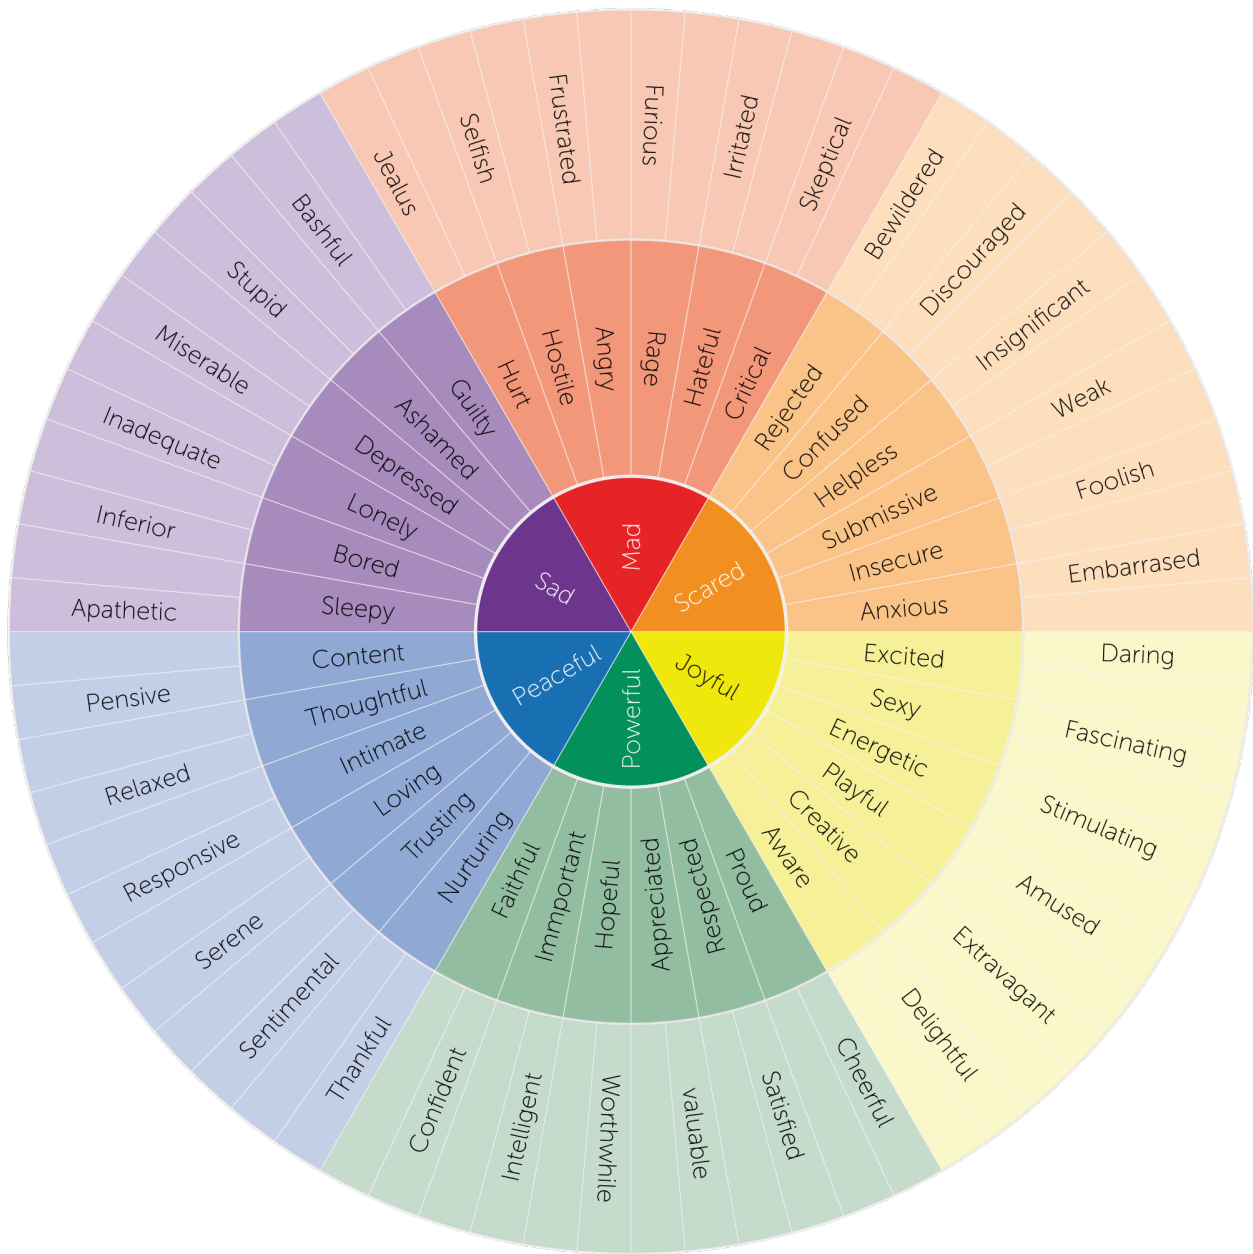 Mad
Scared
Joyful
Powerful
Peaceful
Sad
Hurt
Hostile
Angry
Rage
Hateful
Critical
Rejected
Confused
Helpless
Submissive
Insecure
Anxious
Excited
Sexy
Energetic
Playful
Creative
Aware
Proud
Respected
Appreciated
Hopeful
Immportant
Faithful
Nurturing
Trusting
Loving
Intimate
Thoughtful
Content
Sleepy
Bored
Lonely
Depressed
Ashamed
Guilty
Jealus
Selfish
Frustrated
Furious
Irritated
Skeptical
Bewildered
Discouraged
Insignificant
Weak
Foolish
Embarrased
Daring
Fascinating
Stimulating
Amused
Extravagant
Delightful
Cheerful
Satisfied
valuable
Worthwhile
Intelligent
Confident
Thankful
Sentimental
Serene
Responsive
Relaxed
Pensive
Apathetic
Inferior
Inadequate
Miserable
Stupid
Bashful